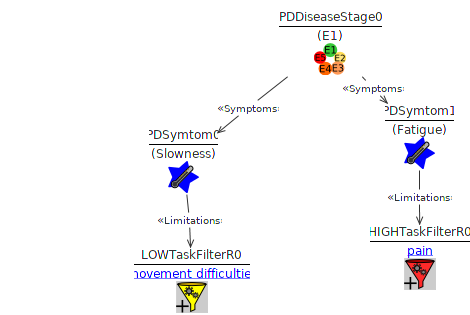 PDDiseaseStage0
(E1)
E1
E5
E2
E4
E3
«Symptoms»
«Symptoms»
PDSymtom0
(Slowness)
PDSymtom1
(Fatigue)
«Limitations»
«Limitations»
LOWTaskFilterR0
movement difficultie
HIGHTaskFilterR0
pain